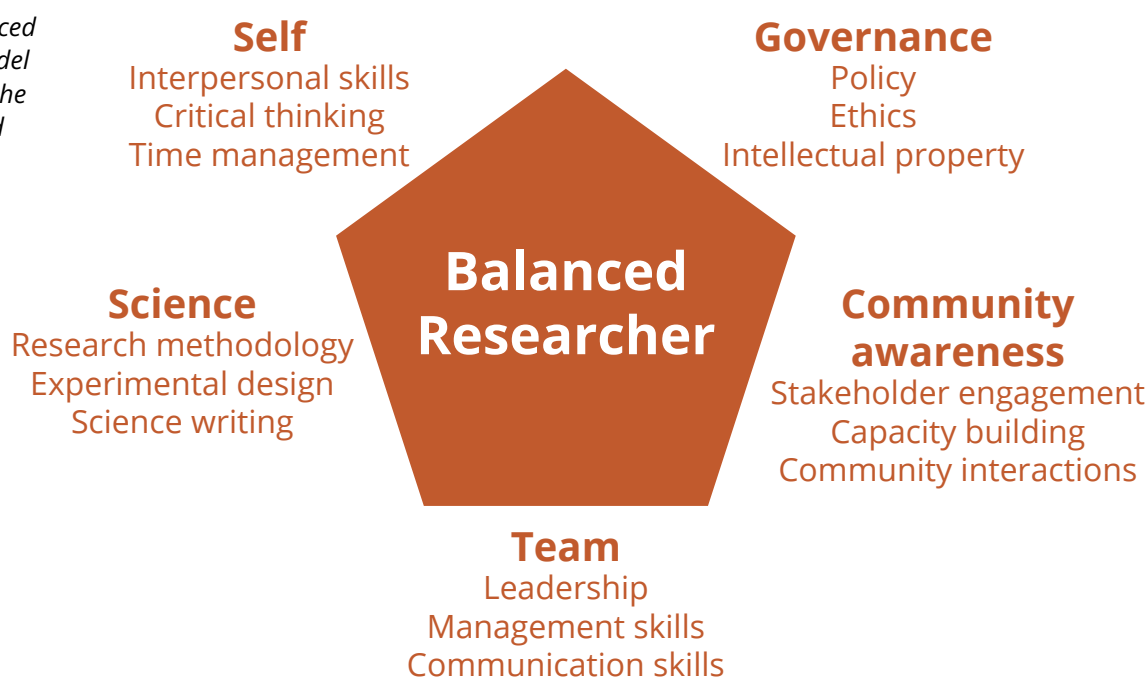 Self
Interpersonal skills
Critical thinking
Time management
Governance
Policy
Ethics
Intellectual property
Balanced
Researcher
Science
Research methodology
Experimental design
Science writing
Community
awareness
Stakeholder engagement
Capacity building
Community interactions
Team
Leadership
Management skills
Communication skills